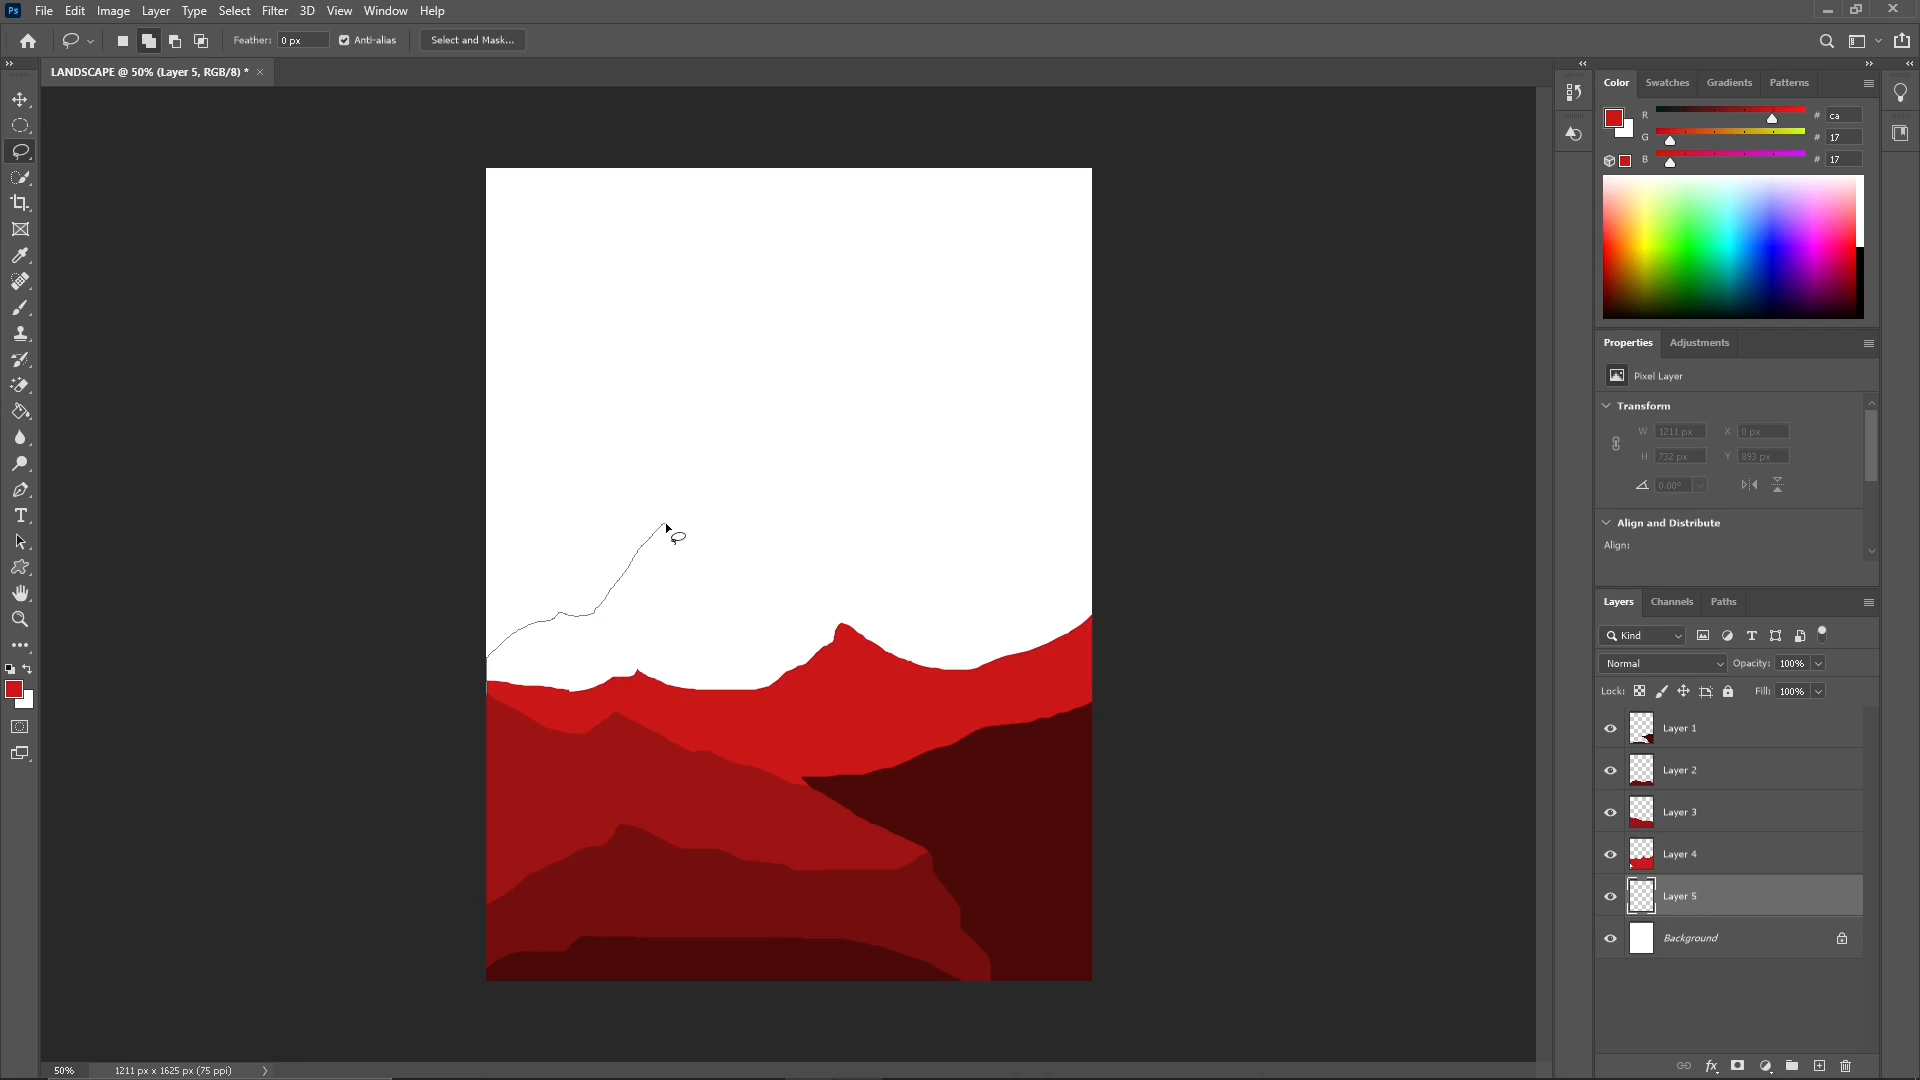 Ps File Edit Image Layer Type Select Filter 3D View Window Help
Feather: 0 px Anti-alias Select and Mask...
LANDSCAPE @ 50% (Layer 5, RGB/8) * ×
Color Swatches Gradients Patterns
R # ca
G # 17
B # 17
Properties Adjustments
Pixel Layer
Transform
W 1211 px X 0 px
H 732 px Y 893 px
0.00°
Align and Distribute
Align:
Layers Channels Paths
Kind
Normal Opacity: 100%
Lock: Fill: 100%
Layer 1
Layer 2
Layer 3
Layer 4
Layer 5
Background
50% 1211 px x 1625 px (75 ppi)